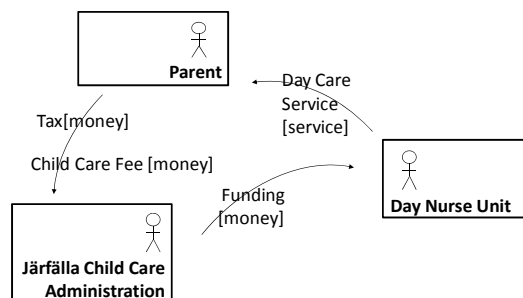 Parent
Day Care
Service
[service]
Tax[money]
Child Care Fee [money]
Funding
[money]
Day Nurse Unit
Järfälla Child Care
Administration